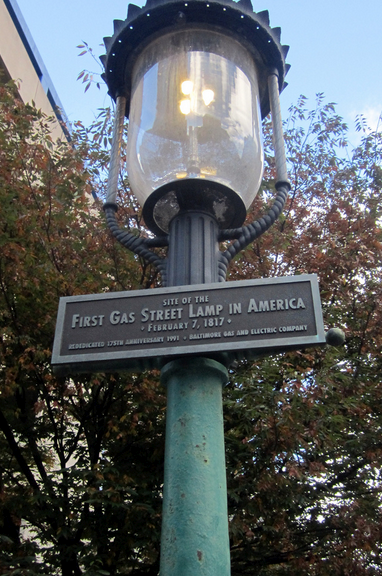 SITE OF THE
FIRST GAS STREET LAMP IN AMERICA
• FEBRUARY 7, 1817 •
REDEDICATED 175TH ANNIVERSARY 1991 • BALTIMORE GAS AND ELECTRIC COMPANY